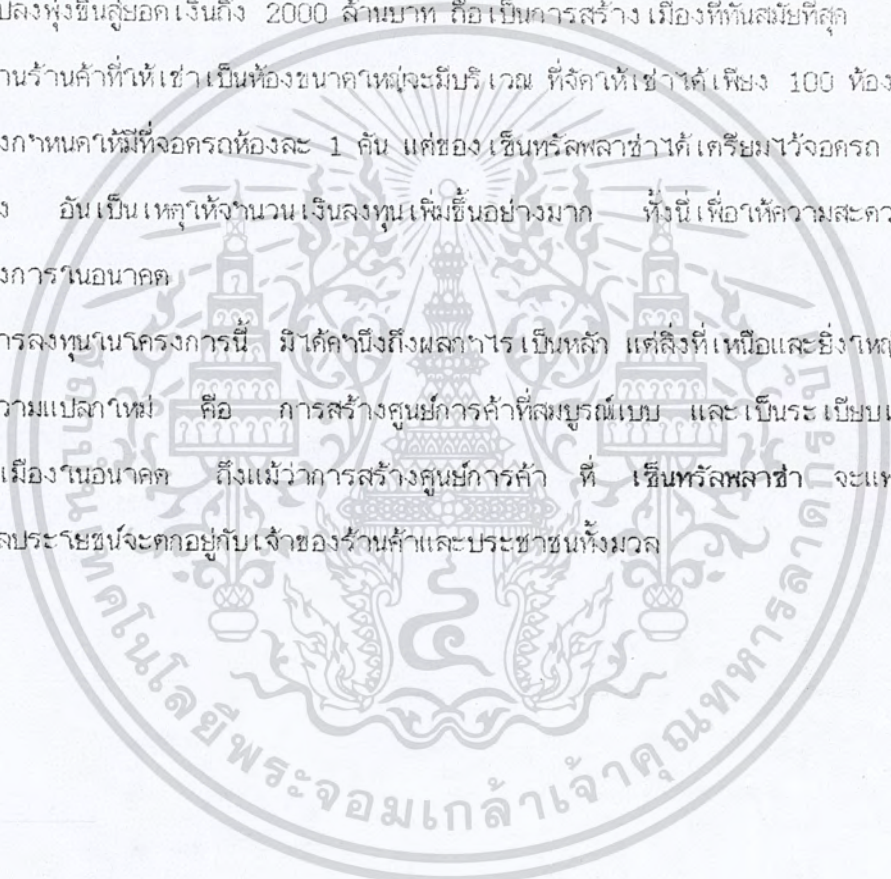 ปลงพุ่งขึ้นสู่ยอดเงินถึง 2000 ล้านบาท ถือเป็นการสร้างเมืองที่ทันสมัยที่สุด
านร้านค้าที่ให้เช่าเป็นห้องขนาดใหญ่จะมีบริเวณ ที่จัดให้เช่าได้เพียง 100 ห้อง
งกำหนดให้มีที่จอดรถห้องละ 1 คัน แต่ของเซ็นทรัลพลาซ่าได้เตรียมไว้จอดรถ
ง อันเป็นเหตุให้จำนวนเงินลงทุนเพิ่มขึ้นอย่างมาก ทั้งนี้เพื่อให้ความสะดว
งการในอนาคต
ารลงทุนในโครงการนี้ มิได้คำนึงถึงผลกำไรเป็นหลัก แต่สิ่งที่เหนือและยิ่งให
วามแปลกใหม่ คือ การสร้างศูนย์การค้าที่สมบูรณ์แบบ และเป็นระเบียบ
เมืองในอนาคต ถึงแม้ว่าการสร้างศูนย์การค้า ที่ เซ็นทรัลพลาซ่า จะแพ
ลประโยชน์จะตกอยู่กับเจ้าของร้านค้าและประชาชนทั้งมวล
สถาบันเทคโนโลยีพระจอมเกล้าเจ้าคุณทหารลาดกระบัง